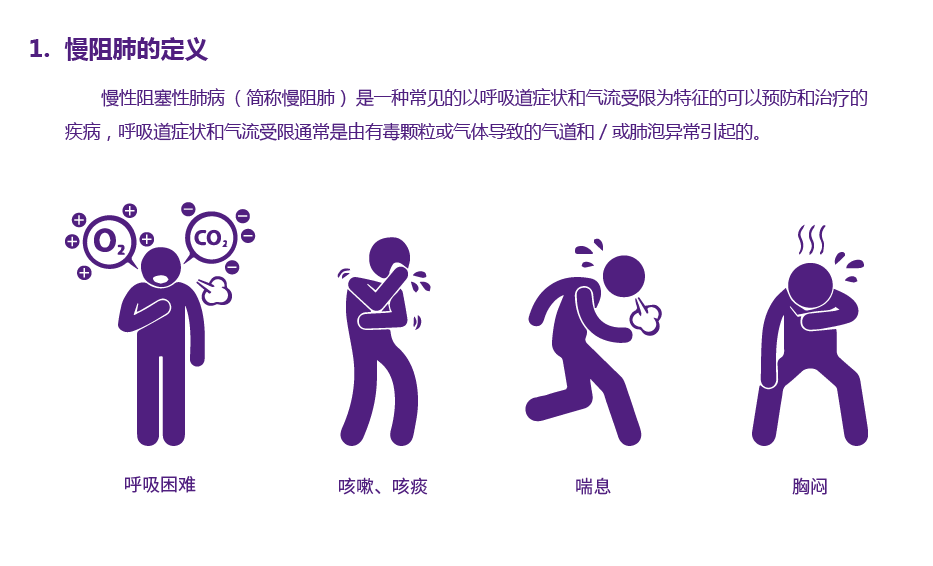 1. 慢阻肺的定义
慢性阻塞性肺病（简称慢阻肺）是一种常见的以呼吸道症状和气流受限为特征的可以预防和治疗的
疾病，呼吸道症状和气流受限通常是由有毒颗粒或气体导致的气道和 / 或肺泡异常引起的。
O2
CO2
呼吸困难
咳嗽、咳痰
喘息
胸闷